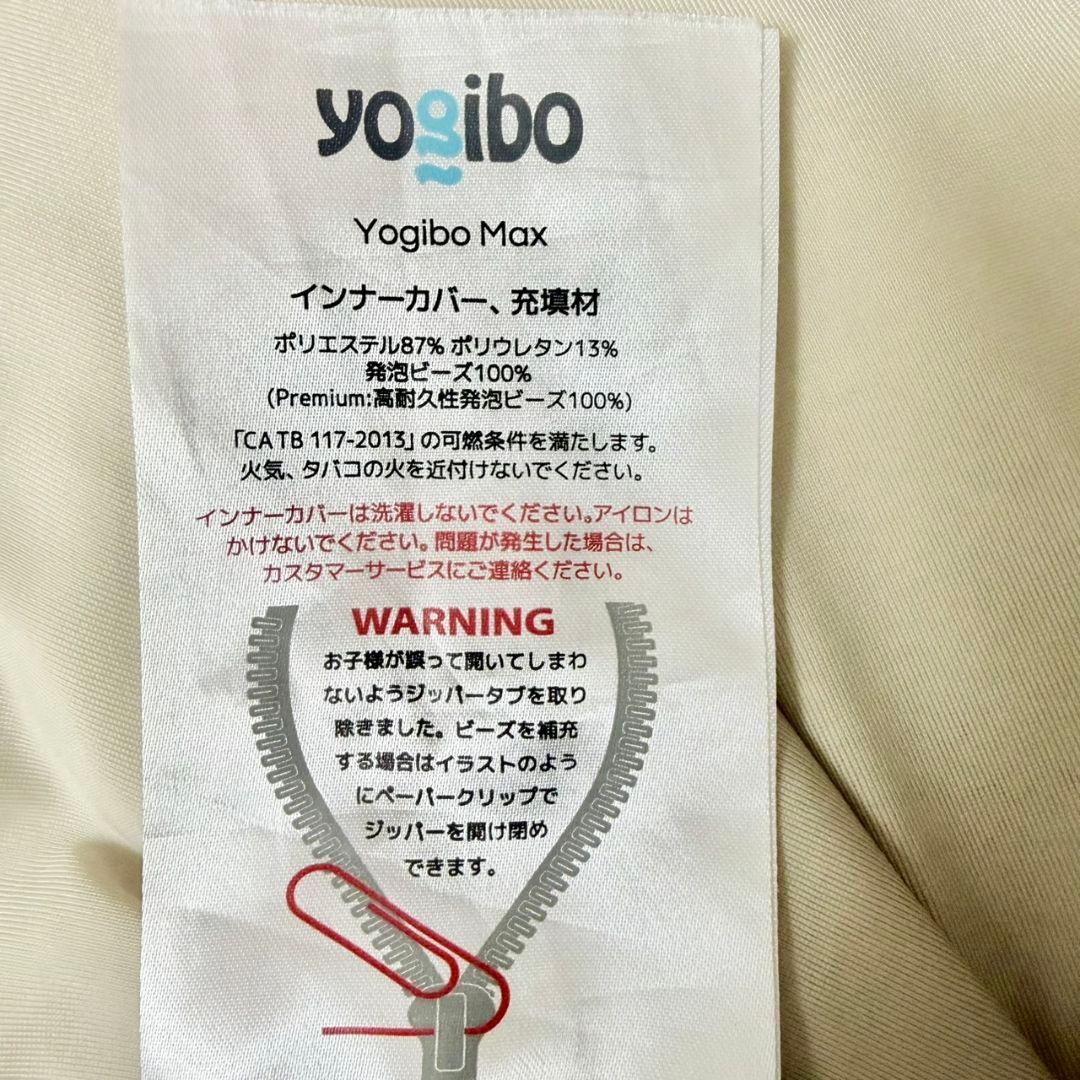 yogibo
Yogibo Max
インナーカバー、充填材
ポリエステル87% ポリウレタン13%
発泡ビーズ100%
(Premium:高耐久性発泡ビーズ100%)
「CA TB 117-2013」の可燃条件を満たします。
火気、タバコの火を近付けないでください。
インナーカバーは洗濯しないでください。アイロンは
かけないでください。問題が発生した場合は、
カスタマーサービスにご連絡ください。
WARNING
お子様が誤って開いてしまわ
ないようジッパータブを取り
除きました。ビーズを補充
する場合はイラストのよう
にペーパークリップで
ジッパーを開け閉め
できます。